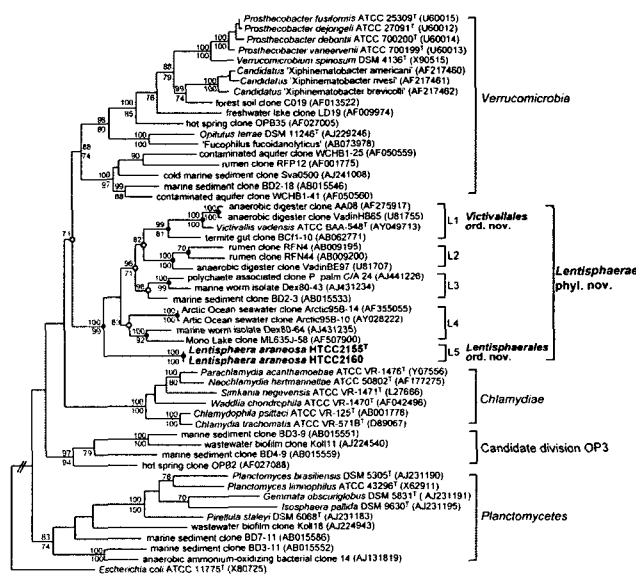 Prosthecobacter fusiformis ATCC 25309T (U60015)
Prosthecobacter dejongeii ATCC 27091T (U60012)
Prosthecobacter debontii ATCC 700200T (U60014)
Prosthecobacter vaneervenii ATCC 700199T (U60013)
Verrucomicrobium spinosum DSM 4136T (X90515)
Candidatus 'Xiphinematobacter americani' (AF217460)
Candidatus 'Xiphinematobacter rivesi' (AF217461)
Candidatus 'Xiphinematobacter brevicolli' (AF217462)
forest soil clone C019 (AF013522)
freshwater lake clone LD19 (AF009974)
hot spring clone OPB35 (AF027005)
Opitutus terrae DSM 11246T (AJ229246)
'Fucophilus fucoidanolyticus' (AB073978)
contaminated aquifer clone WCHB1-25 (AF050559)
rumen clone RFP12 (AF001775)
cold marine sediment clone Sva0500 (AJ241008)
marine sediment clone BD2-18 (AB015546)
contaminated aquifer clone WCHB1-41 (AF050560)
Verrucomicrobia
anaerobic digester clone AA08 (AF275917)
anaerobic digester clone VadinHB65 (U81755)
Victivallis vadensis ATCC BAA-548T (AY049713)
termite gut clone BCf1-10 (AB062771)
L1 Victivallales
ord. nov.
rumen clone RFN4 (AB009195)
rumen clone RFN44 (AB009200)
anaerobic digester clone VadinBE97 (U81707)
L2
polychaete associated clone P. palm C/A 24 (AJ441226)
marine worm isolate Dex80-43 (AJ431234)
marine sediment clone BD2-3 (AB015533)
L3
Arctic Ocean seawater clone Arctic95B-14 (AF355055)
Artic Ocean seawater clone Arctic95B-10 (AY028222)
marine worm isolate Dex80-64 (AJ431235)
Mono Lake clone ML635J-58 (AF507900)
L4
Lentisphaera araneosa HTCC2155T
Lentisphaera araneosa HTCC2160
L5 Lentisphaerales
ord. nov.
Lentisphaerae
phyl. nov.
Parachlamydia acanthamoebae ATCC VR-1476T (Y07556)
Neochlamydia hartmannellae ATCC 50802T (AF177275)
Simkania negevensis ATCC VR-1471T (L27666)
Waddlia chondrophila ATCC VR-1470T (AF042496)
Chlamydophila psittaci ATCC VR-125T (AB001778)
Chlamydia trachomatis ATCC VR-571BT (D89067)
Chlamydiae
marine sediment clone BD3-9 (AB015551)
wastewater biofilm clone Koll11 (AJ224540)
marine sediment clone BD4-9 (AB015559)
hot spring clone OPB2 (AF027088)
Candidate division OP3
Planctomyces brasiliensis DSM 5305T (AJ231190)
Planctomyces limnophilus ATCC 43296T (X62911)
Gemmata obscuriglobus DSM 5831T (AJ231191)
Isosphaera pallida DSM 9630T (AJ231195)
Pirellula staleyi DSM 6068T (AJ231183)
wastewater biofilm clone Koll18 (AJ224943)
marine sediment clone BD7-11 (AB015586)
marine sediment clone BD3-11 (AB015552)
anaerobic ammonium-oxidizing bacterial clone 14 (AJ131819)
Planctomycetes
Escherichia coli ATCC 11775T (X80725)